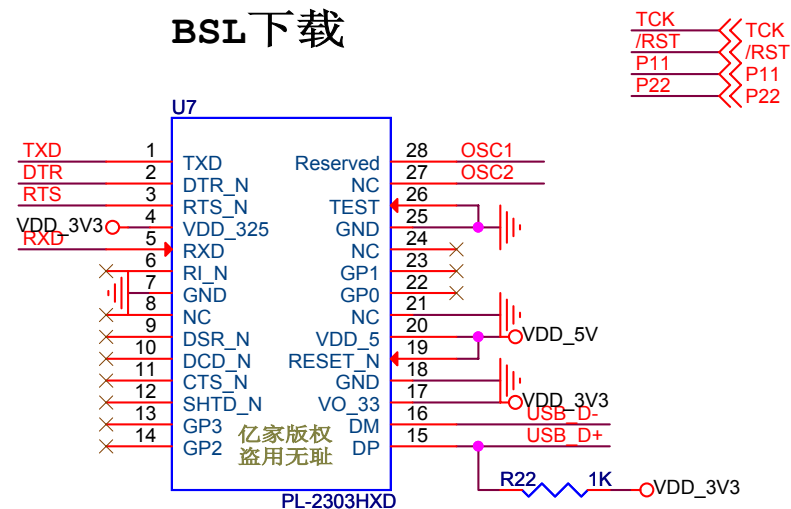 BSL下载
TCK
TCK
/RST
/RST
P11
P11
P22
P22
U7
TXD 1 TXD
DTR 2 DTR_N
RTS 3 RTS_N
VDD_3V3 4 VDD_325
RXD 5 RXD
6 RI_N
7 GND
8 NC
9 DSR_N
10 DCD_N
11 CTS_N
12 SHTD_N
13 GP3
14 GP2
Reserved 28 OSC1
NC 27 OSC2
TEST 26
GND 25
NC 24
GP1 23
GP0 22
NC 21
VDD_5 20 VDD_5V
RESET_N 19
GND 18
VO_33 17 VDD_3V3
DM 16 USB_D-
DP 15 USB_D+
亿家版权
盗用无耻
R22 1K VDD_3V3
PL-2303HXD